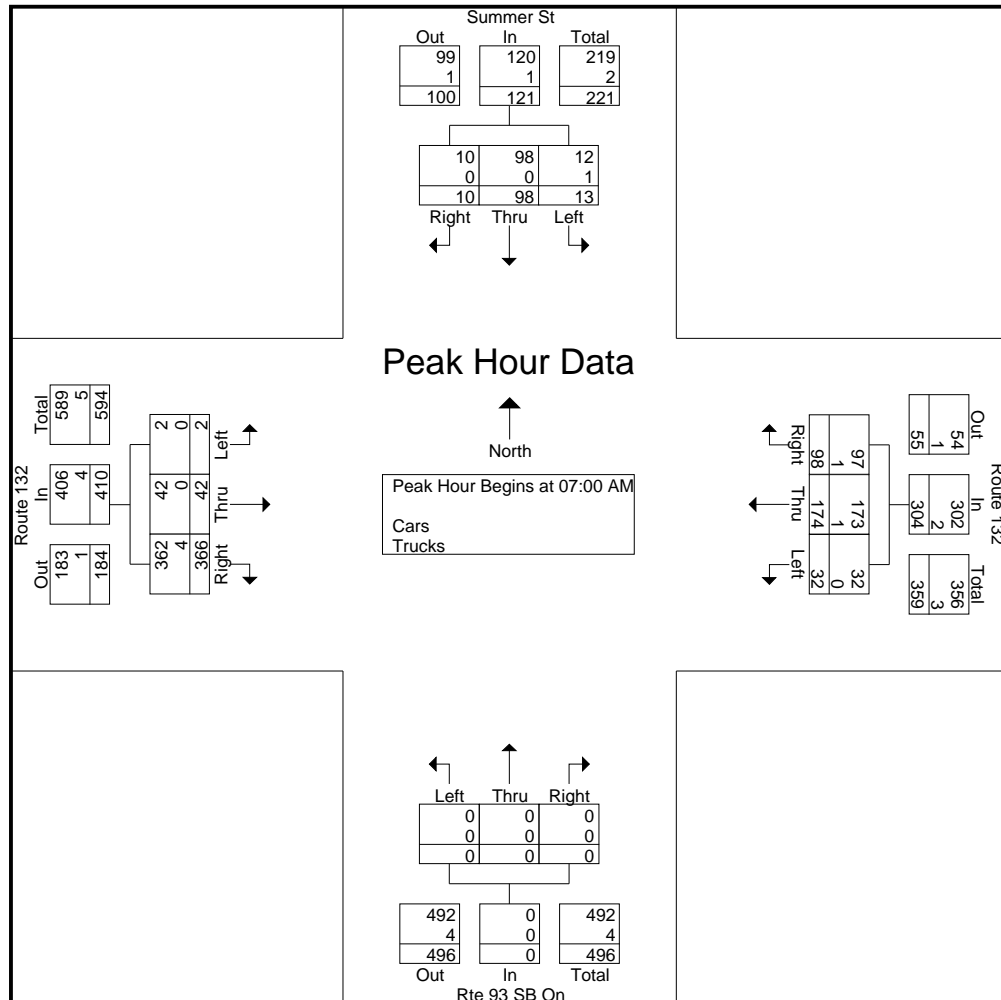 Summer St
Out In Total
99 120 219
1 1 2
100 121 221
10 98 12
0 0 1
10 98 13
Right Thru Left
Peak Hour Data
North
Peak Hour Begins at 07:00 AM
Cars
Trucks
Route 132
Total In Out
589 406 183
5 4 1
594 410 184
2 42 362
0 0 4
2 42 366
Left Thru Right
Route 132
Out In Total
54 302 356
1 2 3
55 304 359
97 173 32
1 1 0
98 174 32
Right Thru Left
Left Thru Right
0 0 0
0 0 0
0 0 0
492 0 492
4 0 4
496 0 496
Out In Total
Rte 93 SB On